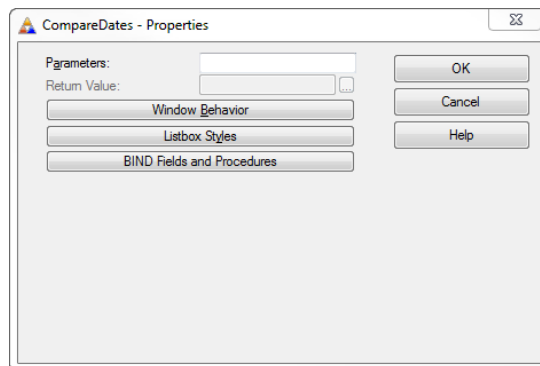 CompareDates - Properties
Parameters:
OK
Return Value:
...
Window Behavior
Cancel
Listbox Styles
Help
BIND Fields and Procedures